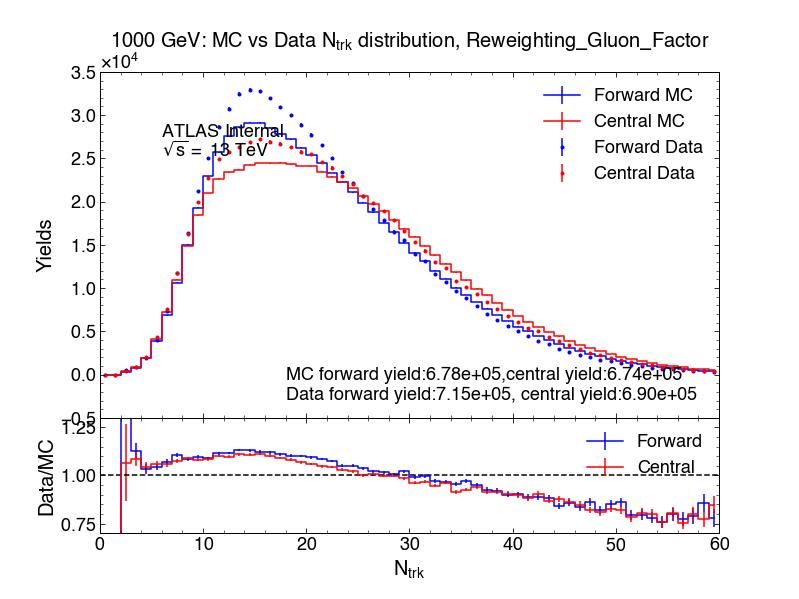 1000 GeV: MC vs Data N_trk distribution, Reweighting_Gluon_Factor
×10⁴
3.5
3.0
2.5
2.0
1.5
1.0
0.5
0.0
-0.5
Yields
ATLAS Internal
√s = 13 TeV
Forward MC
Central MC
Forward Data
Central Data
MC forward yield:6.78e+05,central yield:6.74e+05
Data forward yield:7.15e+05, central yield:6.90e+05
1.25
1.00
0.75
Data/MC
Forward
Central
0 10 20 30 40 50 60
N_trk